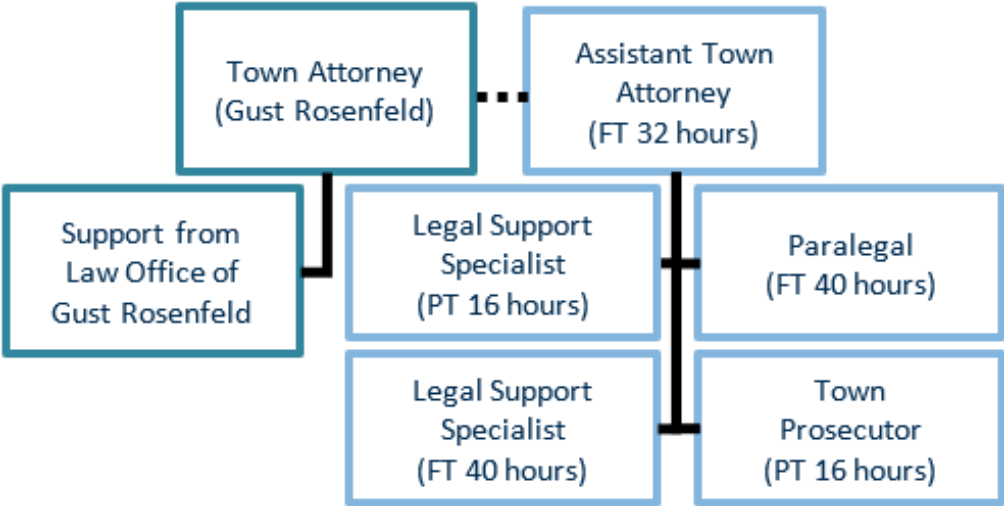 Town Attorney
(Gust Rosenfeld)
Assistant Town
Attorney
(FT 32 hours)
Support from
Law Office of
Gust Rosenfeld
Legal Support
Specialist
(PT 16 hours)
Paralegal
(FT 40 hours)
Legal Support
Specialist
(FT 40 hours)
Town
Prosecutor
(PT 16 hours)